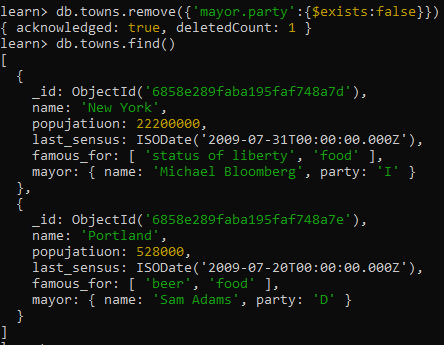 learn> db.towns.remove({'mayor.party':{$exists:false}})
{ acknowledged: true, deletedCount: 1 }
learn> db.towns.find()
[
  {
    _id: ObjectId('6858e289faba195faf748a7d'),
    name: 'New York',
    popujatiuon: 22200000,
    last_sensus: ISODate('2009-07-31T00:00:00.000Z'),
    famous_for: [ 'status of liberty', 'food' ],
    mayor: { name: 'Michael Bloomberg', party: 'I' }
  },
  {
    _id: ObjectId('6858e289faba195faf748a7e'),
    name: 'Portland',
    popujatiuon: 528000,
    last_sensus: ISODate('2009-07-20T00:00:00.000Z'),
    famous_for: [ 'beer', 'food' ],
    mayor: { name: 'Sam Adams', party: 'D' }
  }
]